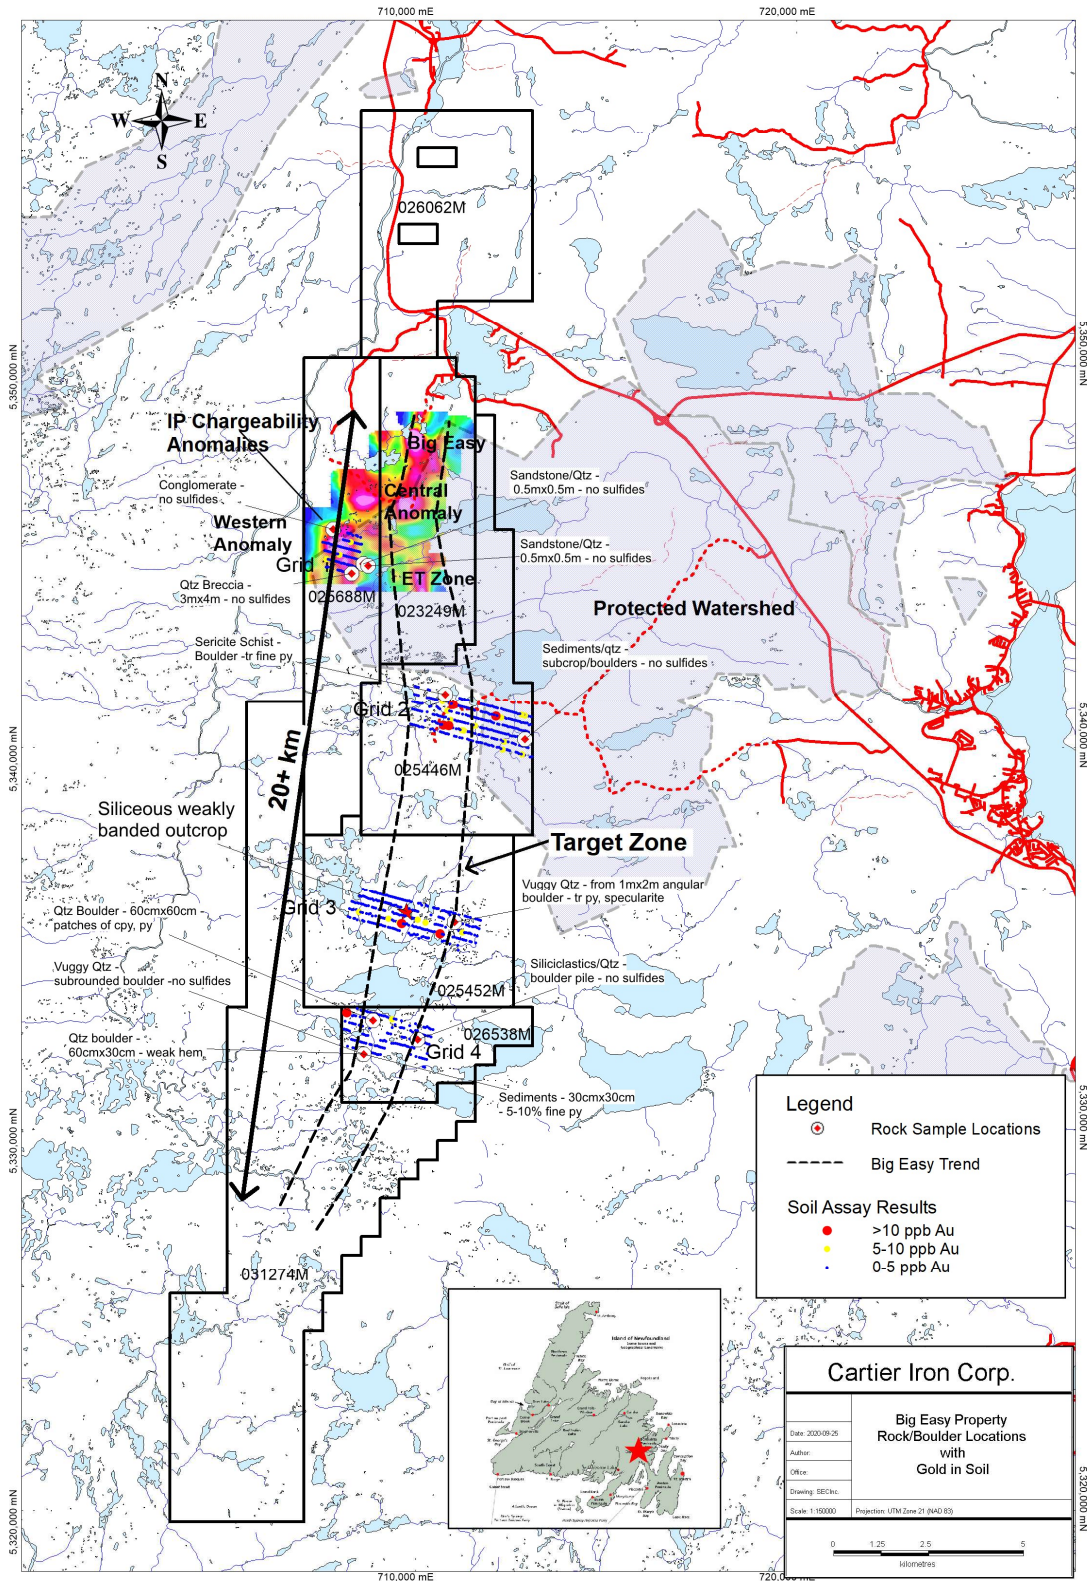 710,000 mE
720,000 mE
N
W
E
S
026062M
5,350,000 mN
5,350,000 mN
IP Chargeability
Anomalies
Big Easy
Conglomerate -
no sulfides
Central
Anomaly
Sandstone/Qtz -
0.5mx0.5m - no sulfides
Western
Anomaly
Grid
Sandstone/Qtz -
0.5mx0.5m - no sulfides
Qtz Breccia -
3mx4m - no sulfides
ET Zone
025688M
023249M
Protected Watershed
Sericite Schist -
Boulder -tr fine py
Sediments/qtz -
subcrop/boulders - no sulfides
Grid 2
5,340,000 mN
5,340,000 mN
20+ km
025446M
Siliceous weakly
banded outcrop
Target Zone
Vuggy Qtz - from 1mx2m angular
boulder - tr py, specularite
Grid 3
Qtz Boulder - 60cmx60cm
patches of cpy, py
Vuggy Qtz -
subrounded boulder -no sulfides
Siliciclastics/Qtz -
boulder pile - no sulfides
025452M
026538M
Qtz boulder -
60cmx30cm - weak hem
Grid 4
Sediments - 30cmx30cm
- 5-10% fine py
5,330,000 mN
5,330,000 mN
Legend
Rock Sample Locations
Big Easy Trend
Soil Assay Results
>10 ppb Au
5-10 ppb Au
0-5 ppb Au
031274M
Island of Newfoundland
Cartier Iron Corp.
Big Easy Property
Rock/Boulder Locations
with
Gold in Soil
Date: 2020-09-25
Author:
Office:
Drawing: SECInc.
Scale: 1:150000
Projection: UTM Zone 21 (NAD 83)
0 1.25 2.5 5
kilometres
5,320,000 mN
5,320,000 mN
710,000 mE
720,000 mE